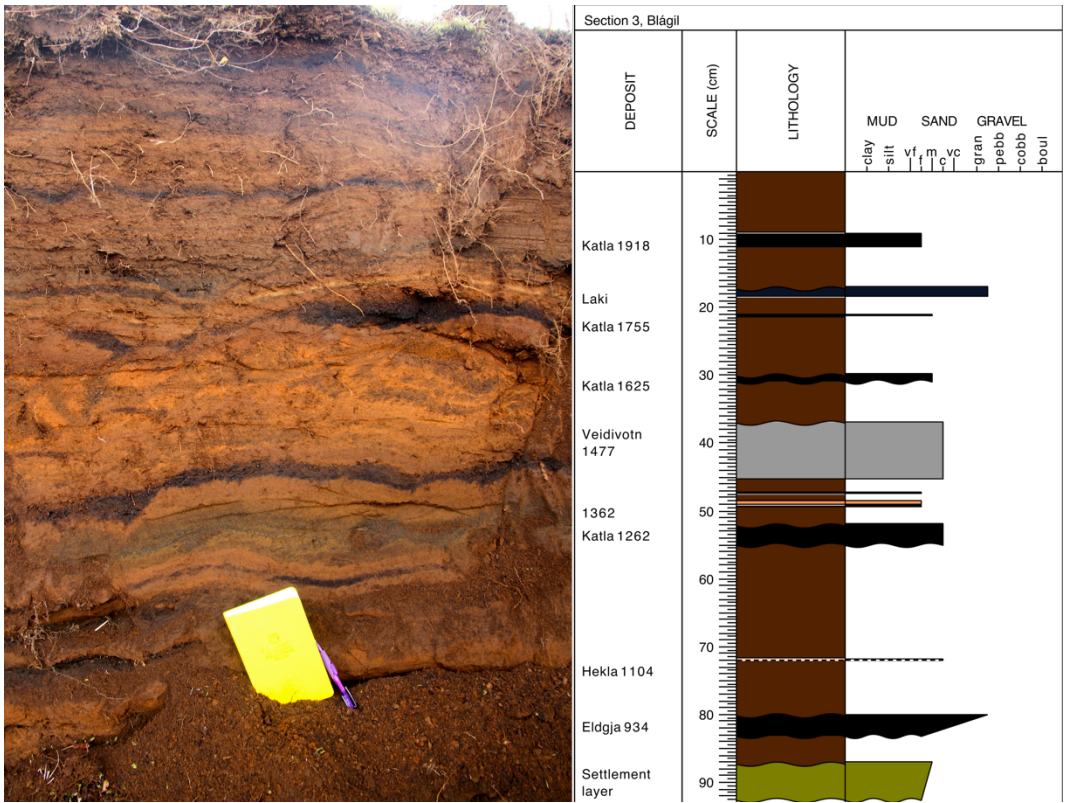 Section 3, Blágil
DEPOSIT
SCALE (cm)
LITHOLOGY
MUD SAND GRAVEL
clay
silt
vf
f
m
c
vc
gran
pebb
cobb
boul
Katla 1918
10
Laki
20
Katla 1755
30
Katla 1625
Veidivotn
1477
40
1362
50
Katla 1262
60
70
Hekla 1104
80
Eldgja 934
Settlement
layer
90